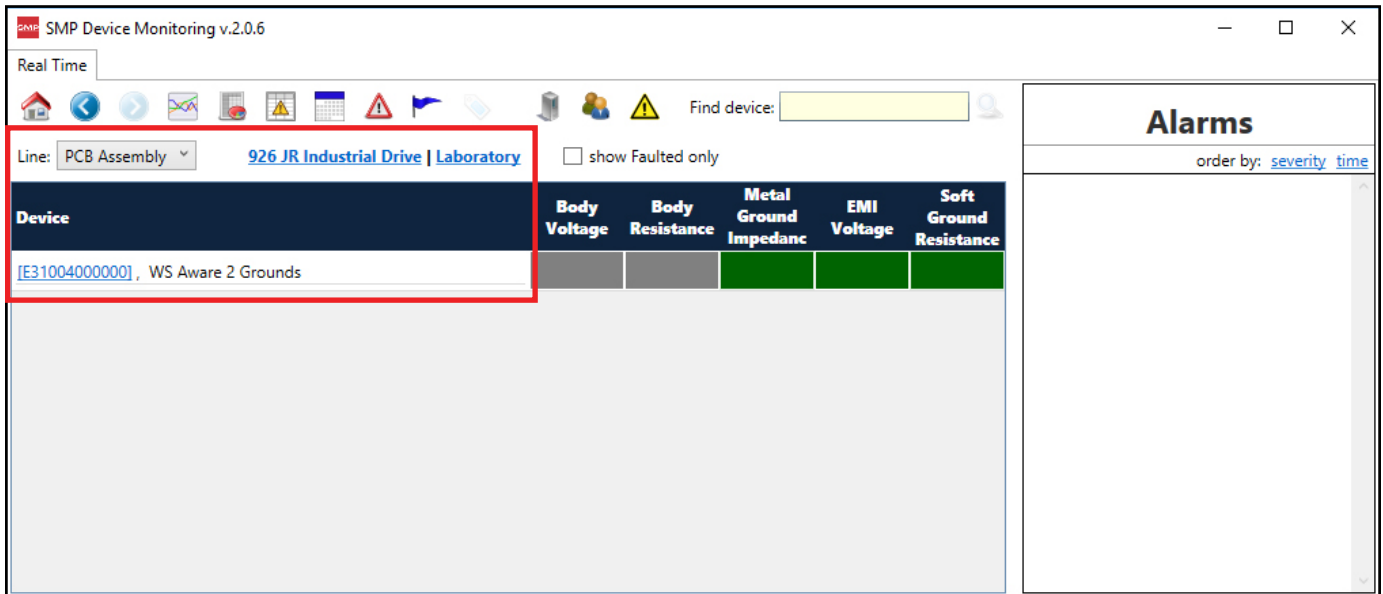 SMP SMP Device Monitoring v.2.0.6
Real Time
Find device:
Line: PCB Assembly 926 JR Industrial Drive | Laboratory show Faulted only
Device
Body
Voltage
Body
Resistance
Metal
Ground
Impedanc
EMI
Voltage
Soft
Ground
Resistance
[E31004000000] , WS Aware 2 Grounds
Alarms
order by: severity time